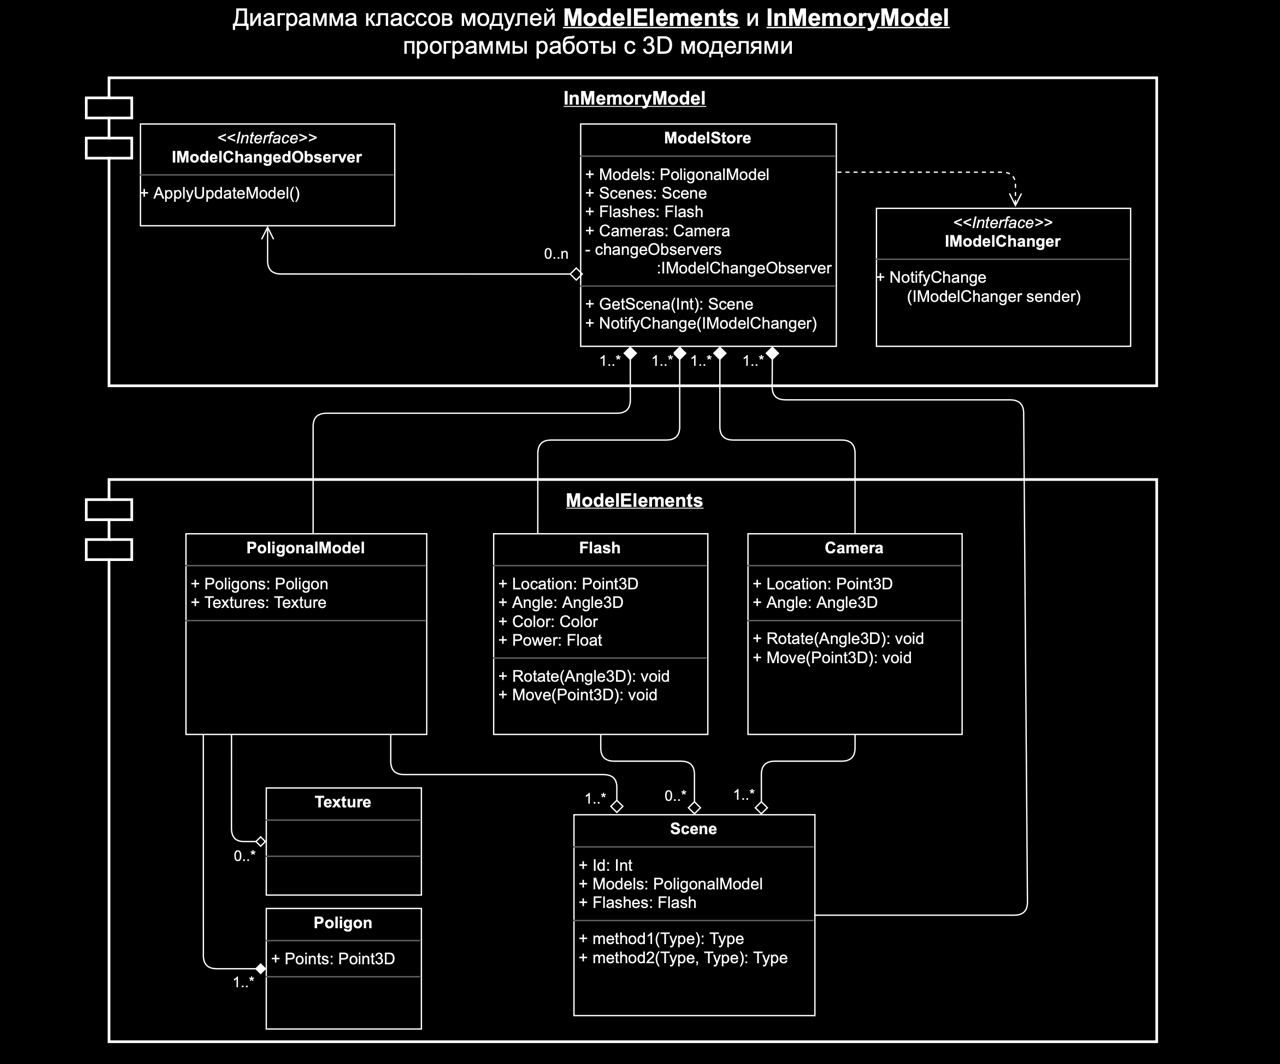 Диаграмма классов модулей ModelElements и InMemoryModel
программы работы с 3D моделями
InMemoryModel
<<Interface>>
IModelChangedObserver
+ ApplyUpdateModel()
ModelStore
+ Models: PoligonalModel
+ Scenes: Scene
+ Flashes: Flash
+ Cameras: Camera
- changeObservers
:IModelChangeObserver
+ GetScena(Int): Scene
+ NotifyChange(IModelChanger)
<<Interface>>
IModelChanger
+ NotifyChange
(IModelChanger sender)
0..n
1..*
1..*
1..*
1..*
ModelElements
PoligonalModel
+ Poligons: Poligon
+ Textures: Texture
Flash
+ Location: Point3D
+ Angle: Angle3D
+ Color: Color
+ Power: Float
+ Rotate(Angle3D): void
+ Move(Point3D): void
Camera
+ Location: Point3D
+ Angle: Angle3D
+ Rotate(Angle3D): void
+ Move(Point3D): void
Texture
0..*
Poligon
+ Points: Point3D
1..*
1..*
0..*
1..*
Scene
+ Id: Int
+ Models: PoligonalModel
+ Flashes: Flash
+ method1(Type): Type
+ method2(Type, Type): Type